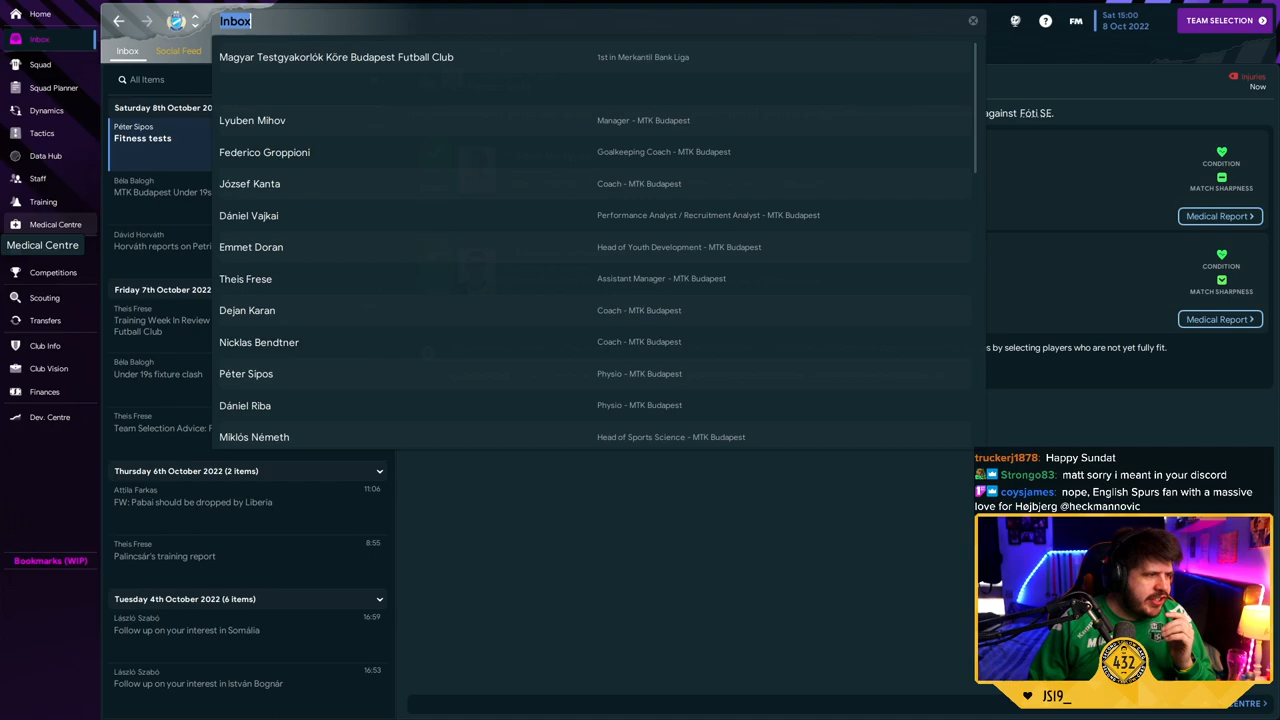 Home
Inbox
Squad
Squad Planner
Dynamics
Tactics
Data Hub
Staff
Training
Medical Centre
Medical Centre
Competitions
Scouting
Transfers
Club Info
Club Vision
Finances
Dev. Centre
Bookmarks (WIP)
Inbox
FM
Sat 15:00
8 Oct 2022
TEAM SELECTION
Inbox
Social Feed
All Items
Saturday 8th October 20
Péter Sipos
Fitness tests
Béla Balogh
MTK Budapest Under 19s
Dávid Horváth
Horváth reports on Petri
Friday 7th October 2022
Theis Frese
Training Week In Review
Futball Club
Béla Balogh
Under 19s fixture clash
Theis Frese
Team Selection Advice: F
Thursday 6th October 2022 (2 items)
Attila Farkas
11:06
FW: Pabai should be dropped by Liberia
Theis Frese
8:55
Palincsár's training report
Tuesday 4th October 2022 (6 items)
László Szabó
16:59
Follow up on your interest in Somália
László Szabó
16:53
Follow up on your interest in István Bognár
Magyar Testgyakorlók Köre Budapest Futball Club
1st in Merkantil Bank Liga
Lyuben Mihov
Manager - MTK Budapest
Federico Groppioni
Goalkeeping Coach - MTK Budapest
József Kanta
Coach - MTK Budapest
Dániel Vajkai
Performance Analyst / Recruitment Analyst - MTK Budapest
Emmet Doran
Head of Youth Development - MTK Budapest
Theis Frese
Assistant Manager - MTK Budapest
Dejan Karan
Coach - MTK Budapest
Nicklas Bendtner
Coach - MTK Budapest
Péter Sipos
Physio - MTK Budapest
Dániel Riba
Physio - MTK Budapest
Miklós Németh
Head of Sports Science - MTK Budapest
Injuries
Now
against Fóti SE.
CONDITION
MATCH SHARPNESS
Medical Report
CONDITION
MATCH SHARPNESS
Medical Report
es by selecting players who are not yet fully fit.
truckerj1878: Happy Sundat
Strongo83: matt sorry i meant in your discord
coysjames: nope, English Spurs fan with a massive
love for Højbjerg @heckmannovic
432
JSI9_
ENTRE